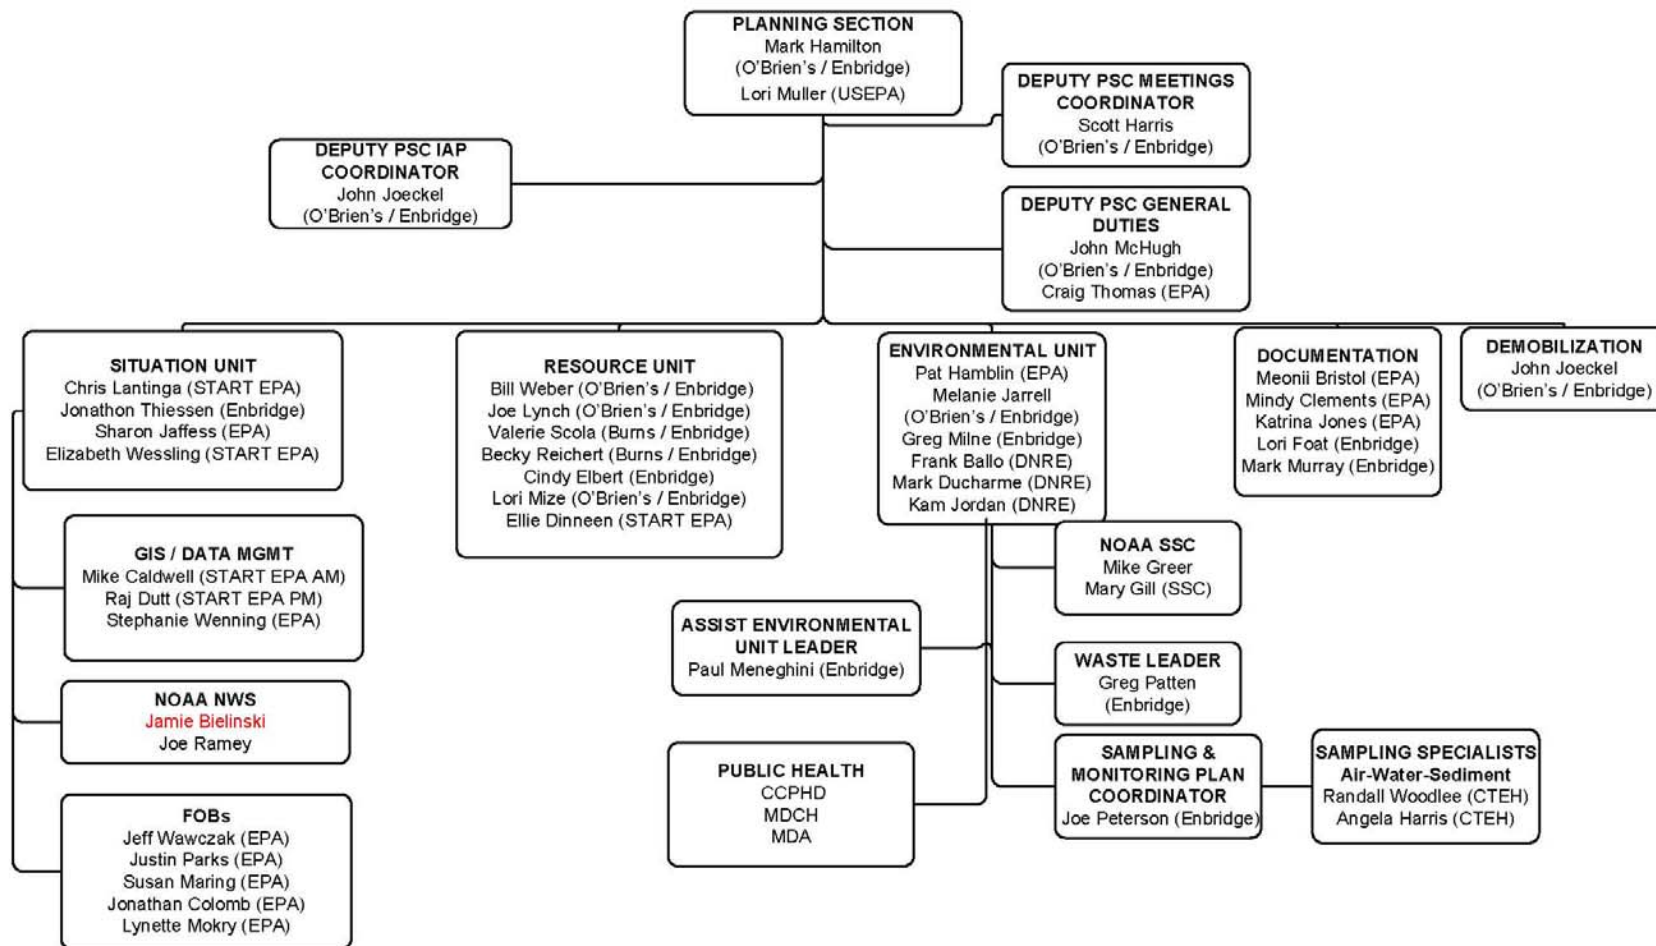 PLANNING SECTION
Mark Hamilton
(O'Brien's / Enbridge)
Lori Muller (USEPA)
DEPUTY PSC MEETINGS
COORDINATOR
Scott Harris
(O'Brien's / Enbridge)
DEPUTY PSC IAP
COORDINATOR
John Joeckel
(O'Brien's / Enbridge)
DEPUTY PSC GENERAL
DUTIES
John McHugh
(O'Brien's / Enbridge)
Craig Thomas (EPA)
SITUATION UNIT
Chris Lantinga (START EPA)
Jonathon Thiessen (Enbridge)
Sharon Jaffess (EPA)
Elizabeth Wessling (START EPA)
RESOURCE UNIT
Bill Weber (O'Brien's / Enbridge)
Joe Lynch (O'Brien's / Enbridge)
Valerie Scola (Burns / Enbridge)
Becky Reichert (Burns / Enbridge)
Cindy Elbert (Enbridge)
Lori Mize (O'Brien's / Enbridge)
Ellie Dinneen (START EPA)
ENVIRONMENTAL UNIT
Pat Hamblin (EPA)
Melanie Jarrell
(O'Brien's / Enbridge)
Greg Milne (Enbridge)
Frank Ballo (DNRE)
Mark Ducharme (DNRE)
Kam Jordan (DNRE)
DOCUMENTATION
Meonii Bristol (EPA)
Mindy Clements (EPA)
Katrina Jones (EPA)
Lori Foat (Enbridge)
Mark Murray (Enbridge)
DEMOBILIZATION
John Joeckel
(O'Brien's / Enbridge)
GIS / DATA MGMT
Mike Caldwell (START EPA AM)
Raj Dutt (START EPA PM)
Stephanie Wenning (EPA)
NOAA NWS
Jamie Bielinski
Joe Ramey
FOBs
Jeff Wawczak (EPA)
Justin Parks (EPA)
Susan Maring (EPA)
Jonathan Colomb (EPA)
Lynette Mokry (EPA)
NOAA SSC
Mike Greer
Mary Gill (SSC)
ASSIST ENVIRONMENTAL
UNIT LEADER
Paul Meneghini (Enbridge)
WASTE LEADER
Greg Patten
(Enbridge)
PUBLIC HEALTH
CCPHD
MDCH
MDA
SAMPLING &
MONITORING PLAN
COORDINATOR
Joe Peterson (Enbridge)
SAMPLING SPECIALISTS
Air-Water-Sediment
Randall Woodlee (CTEH)
Angela Harris (CTEH)